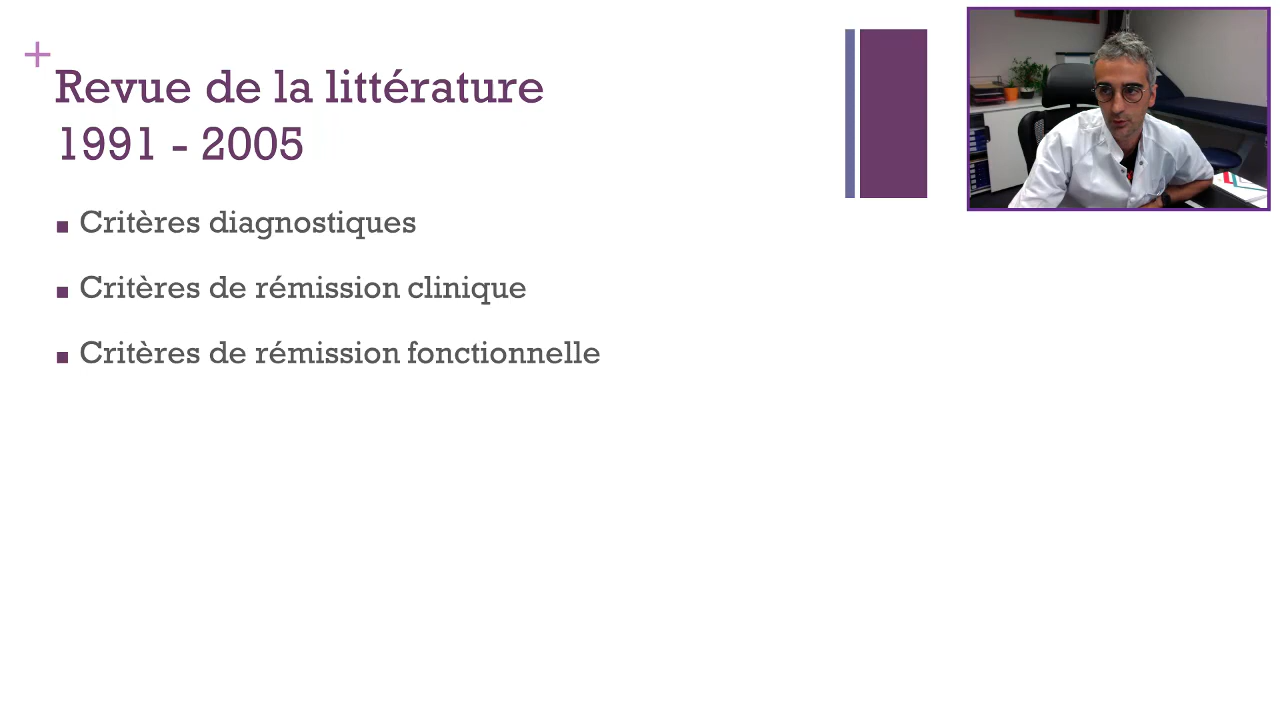 Revue de la littérature
1991 - 2005
Critères diagnostiques
Critères de rémission clinique
Critères de rémission fonctionnelle